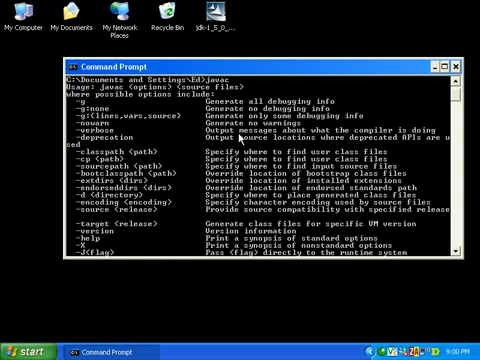 My Computer
My Documents
My Network
Places
Recycle Bin
jdk-1_5_0_...
Command Prompt
C:\Documents and Settings\Ed>javac
Usage: javac <options> <source files>
where possible options include:
-g Generate all debugging info
-g:none Generate no debugging info
-g:{lines,vars,source} Generate only some debugging info
-nowarn Generate no warnings
-verbose Output messages about what the compiler is doing
-deprecation Output source locations where deprecated APIs are u
sed
-classpath <path> Specify where to find user class files
-cp <path> Specify where to find user class files
-sourcepath <path> Specify where to find input source files
-bootclasspath <path> Override location of bootstrap class files
-extdirs <dirs> Override location of installed extensions
-endorseddirs <dirs> Override location of endorsed standards path
-d <directory> Specify where to place generated class files
-encoding <encoding> Specify character encoding used by source files
-source <release> Provide source compatibility with specified release
-target <release> Generate class files for specific VM version
-version Version information
-help Print a synopsis of standard options
-X Print a synopsis of nonstandard options
-J<flag> Pass <flag> directly to the runtime system
start
Command Prompt
9:00 PM